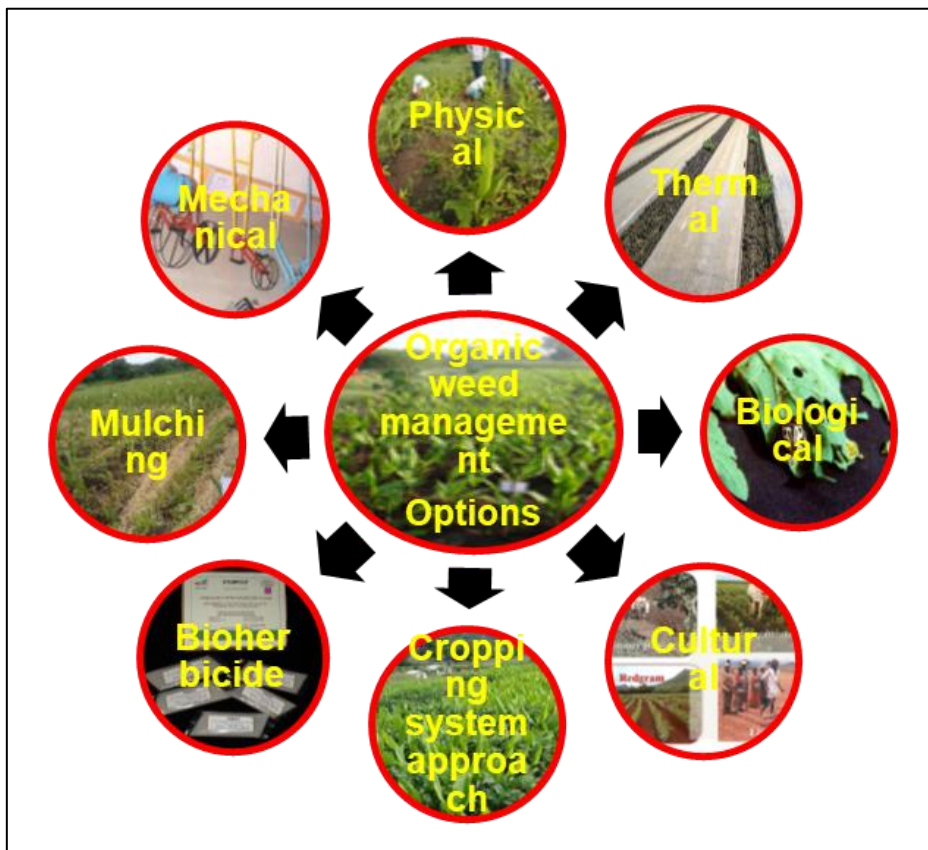 Physic
al
Therm
al
Biologi
cal
Cultur
al
Redgram
Croppi
ng
system
approa
ch
Bioher
bicide
Mulchi
ng
Mecha
nical
Organic
weed
manageme
nt
Options